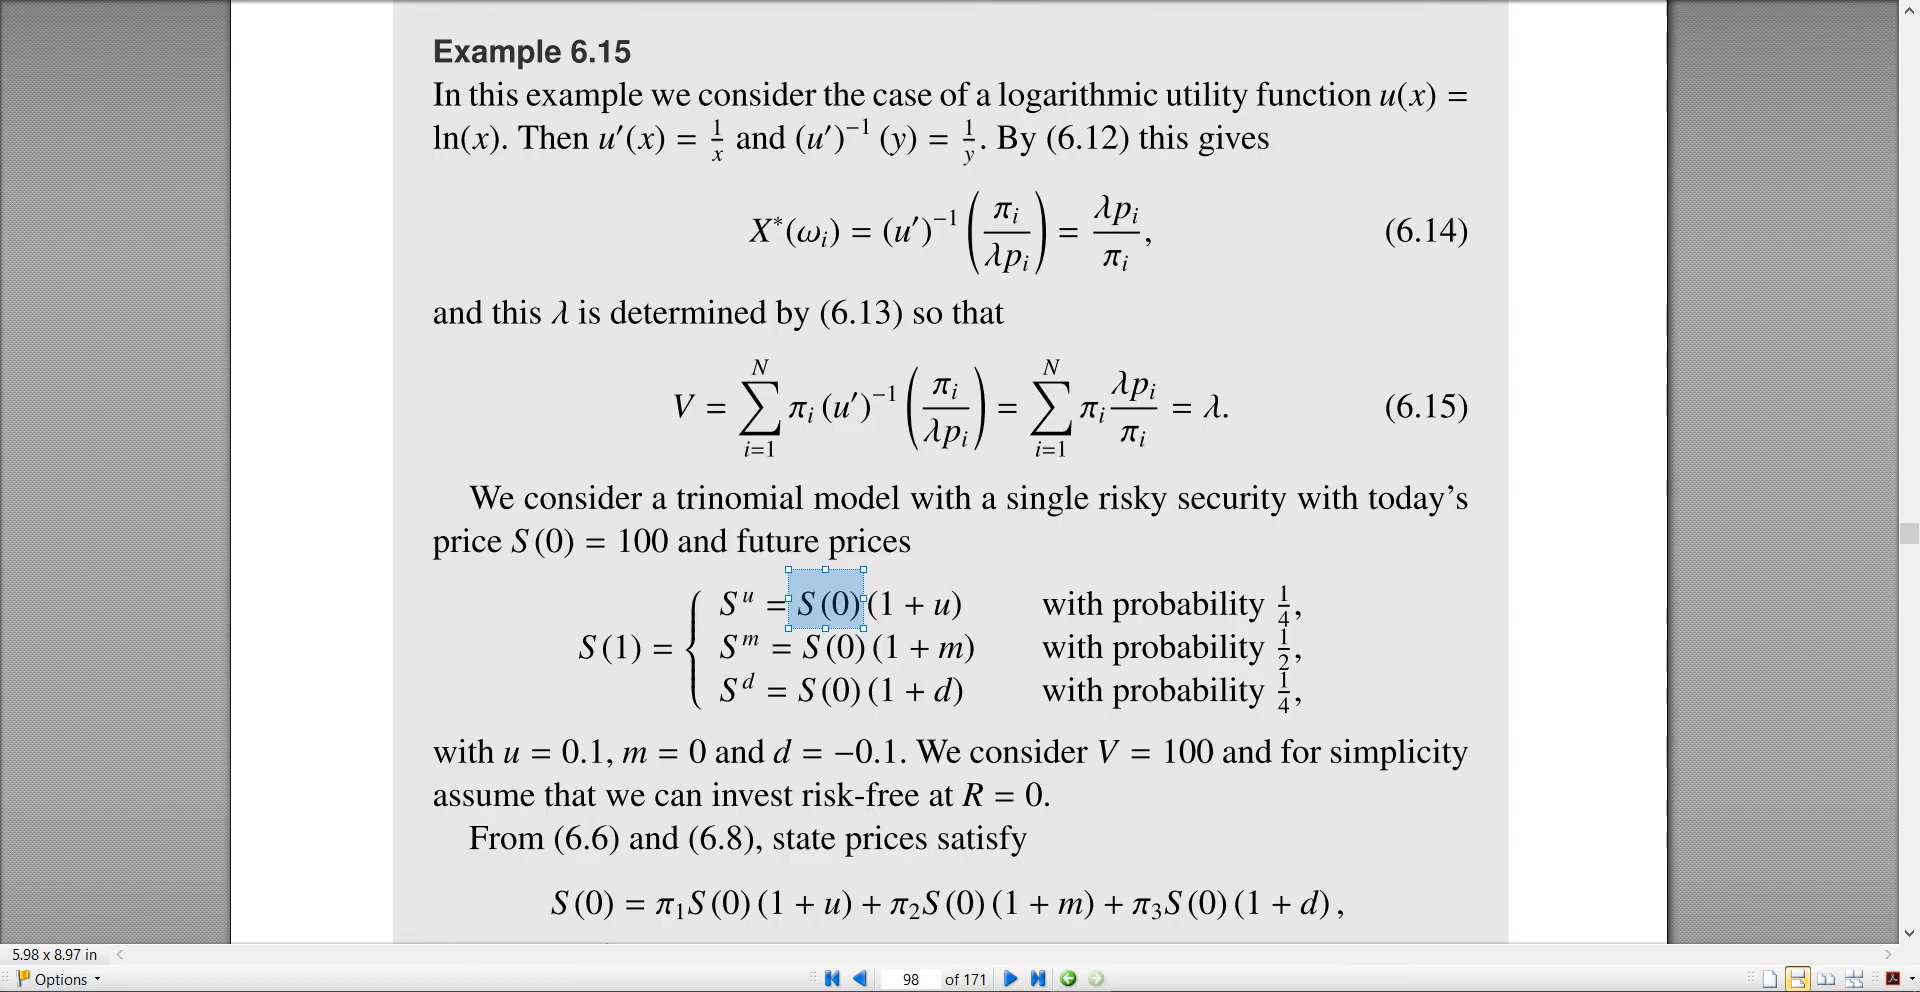 Example 6.15
In this example we consider the case of a logarithmic utility function u(x) =
ln(x). Then u′(x) = 1/x and (u′)⁻¹ (y) = 1/y. By (6.12) this gives
X*(ωᵢ) = (u′)⁻¹ (πᵢ/λpᵢ) = λpᵢ/πᵢ, (6.14)
and this λ is determined by (6.13) so that
V = ∑_{i=1}^{N} πᵢ (u′)⁻¹ (πᵢ/λpᵢ) = ∑_{i=1}^{N} πᵢ λpᵢ/πᵢ = λ. (6.15)
We consider a trinomial model with a single risky security with today’s
price S(0) = 100 and future prices
S(1) = {
S^u = S(0)(1 + u) with probability 1/4,
S^m = S(0)(1 + m) with probability 1/2,
S^d = S(0)(1 + d) with probability 1/4,
with u = 0.1, m = 0 and d = −0.1. We consider V = 100 and for simplicity
assume that we can invest risk-free at R = 0.
From (6.6) and (6.8), state prices satisfy
S(0) = π₁S(0)(1 + u) + π₂S(0)(1 + m) + π₃S(0)(1 + d),
5.98 x 8.97 in
Options 98 of 171